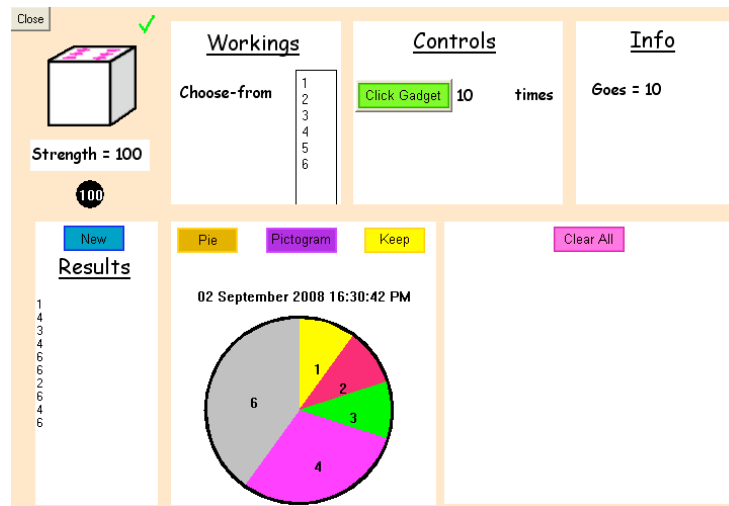 Close
Strength = 100
100
Workings
Choose-from
1
2
3
4
5
6
Controls
Click Gadget 10 times
Info
Goes = 10
New
Results
1
4
3
4
6
6
2
6
4
6
Pie Pictogram Keep
02 September 2008 16:30:42 PM
1
2
3
4
6
Clear All